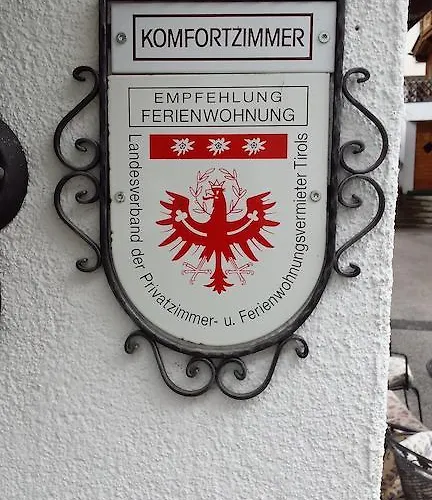 KOMFORTZIMMER
EMPFEHLUNG
FERIENWOHNUNG
Landesverband der Privatzimmer- u. Ferienwohnungsvermieter Tirols